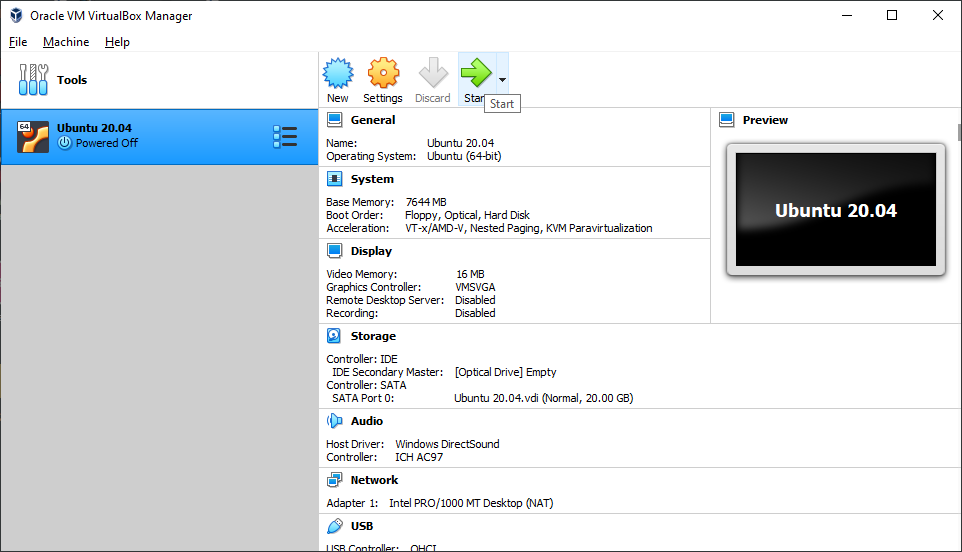 Oracle VM VirtualBox Manager
File Machine Help
Tools
New Settings Discard Start
Start
64
Ubuntu 20.04
Powered Off
General
Name: Ubuntu 20.04
Operating System: Ubuntu (64-bit)
System
Base Memory: 7644 MB
Boot Order: Floppy, Optical, Hard Disk
Acceleration: VT-x/AMD-V, Nested Paging, KVM Paravirtualization
Display
Video Memory: 16 MB
Graphics Controller: VMSVGA
Remote Desktop Server: Disabled
Recording: Disabled
Preview
Ubuntu 20.04
Storage
Controller: IDE
IDE Secondary Master: [Optical Drive] Empty
Controller: SATA
SATA Port 0: Ubuntu 20.04.vdi (Normal, 20.00 GB)
Audio
Host Driver: Windows DirectSound
Controller: ICH AC97
Network
Adapter 1: Intel PRO/1000 MT Desktop (NAT)
USB
USB Controller: OHCI